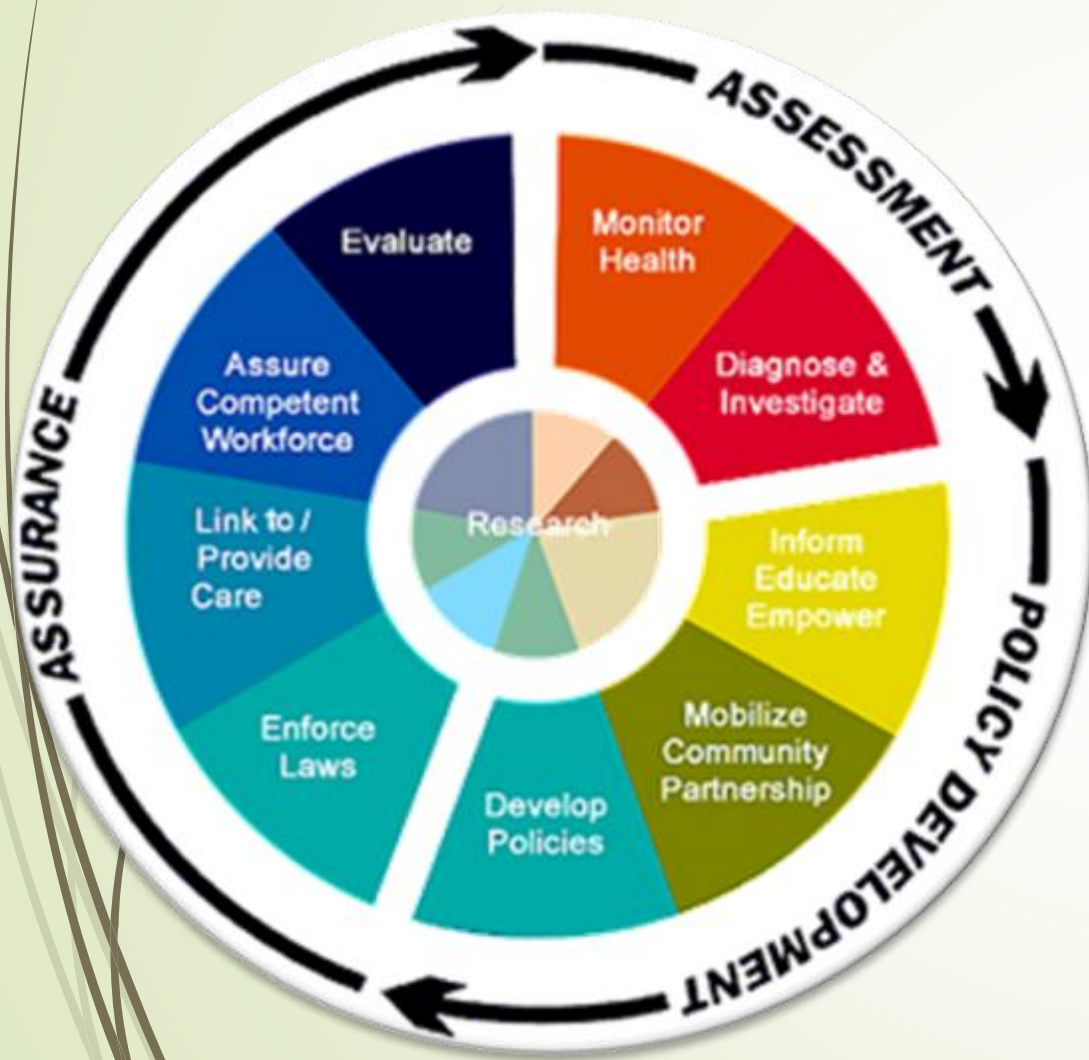 ASSESSMENT
POLICY DEVELOPMENT
ASSURANCE
Monitor
Health
Diagnose &
Investigate
Inform
Educate
Empower
Mobilize
Community
Partnership
Develop
Policies
Enforce
Laws
Link to /
Provide
Care
Assure
Competent
Workforce
Evaluate
Research